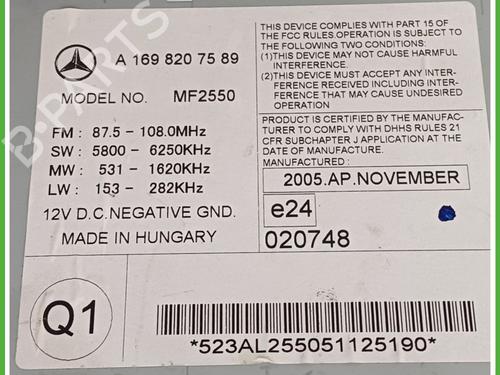 A 169 820 75 89
MODEL NO. MF2550
FM: 87.5 - 108.0MHz
SW: 5800 - 6250KHz
MW: 531 - 1620KHz
LW: 153 - 282KHz
12V D.C.NEGATIVE GND.
MADE IN HUNGARY
THIS DEVICE COMPLIES WITH PART 15 OF
THE FCC RULES.OPERATION IS SUBJECT TO
THE FOLLOWING TWO CONDITIONS:
(1)THIS DEVICE MAY NOT CAUSE HARMFUL
INTERFERENCE,
(2)THIS DEVICE MUST ACCEPT ANY INTER-
FERENCE RECEIVED,INCLUDING INTERFERENCE
THAT MAY CAUSE UNDESIRED OPERATION
PRODUCT IS CERTIFIED BY THE MANUFAC-
TURER TO COMPLY WITH DHHS RULES 21
CFR SUBCHAPTER J APPLICATION AT THE
DATE OF MANUFACTURE.
MANUFACTURED:
2005.AP.NOVEMBER
e24
020748
Q1
*523AL255051125190*
B-PARTS